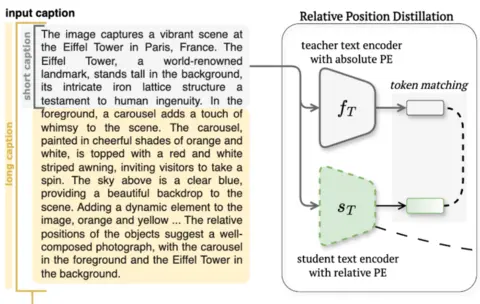 input caption
short caption
long caption
The image captures a vibrant scene at
the Eiffel Tower in Paris, France. The
Eiffel Tower, a world-renowned
landmark, stands tall in the background,
its intricate iron lattice structure a
testament to human ingenuity. In the
foreground, a carousel adds a touch of
whimsy to the scene. The carousel,
painted in cheerful shades of orange and
white, is topped with a red and white
striped awning, inviting visitors to take a
spin. The sky above is a clear blue,
providing a beautiful backdrop to the
scene. Adding a dynamic element to the
image, orange and yellow ... The relative
positions of the objects suggest a well-
composed photograph, with the carousel
in the foreground and the Eiffel Tower in
the background.
Relative Position Distillation
teacher text encoder
with absolute PE
token matching
fT
sT
student text encoder
with relative PE